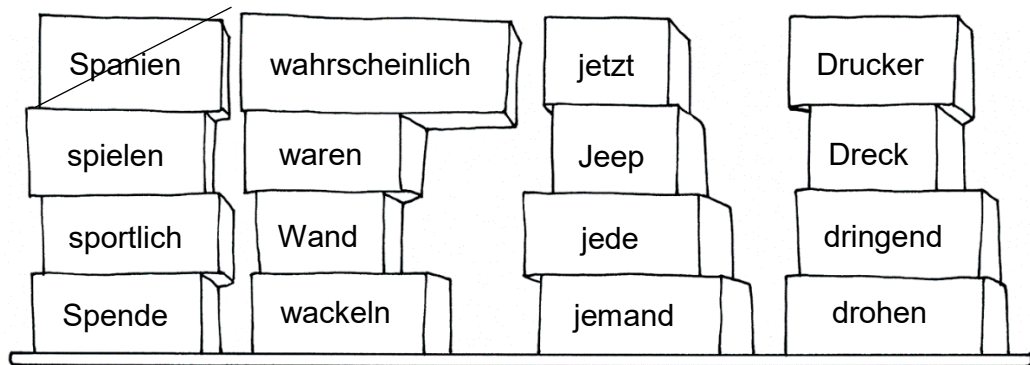 Spanien wahrscheinlich jetzt Drucker
spielen waren Jeep Dreck
sportlich Wand jede dringend
Spende wackeln jemand drohen